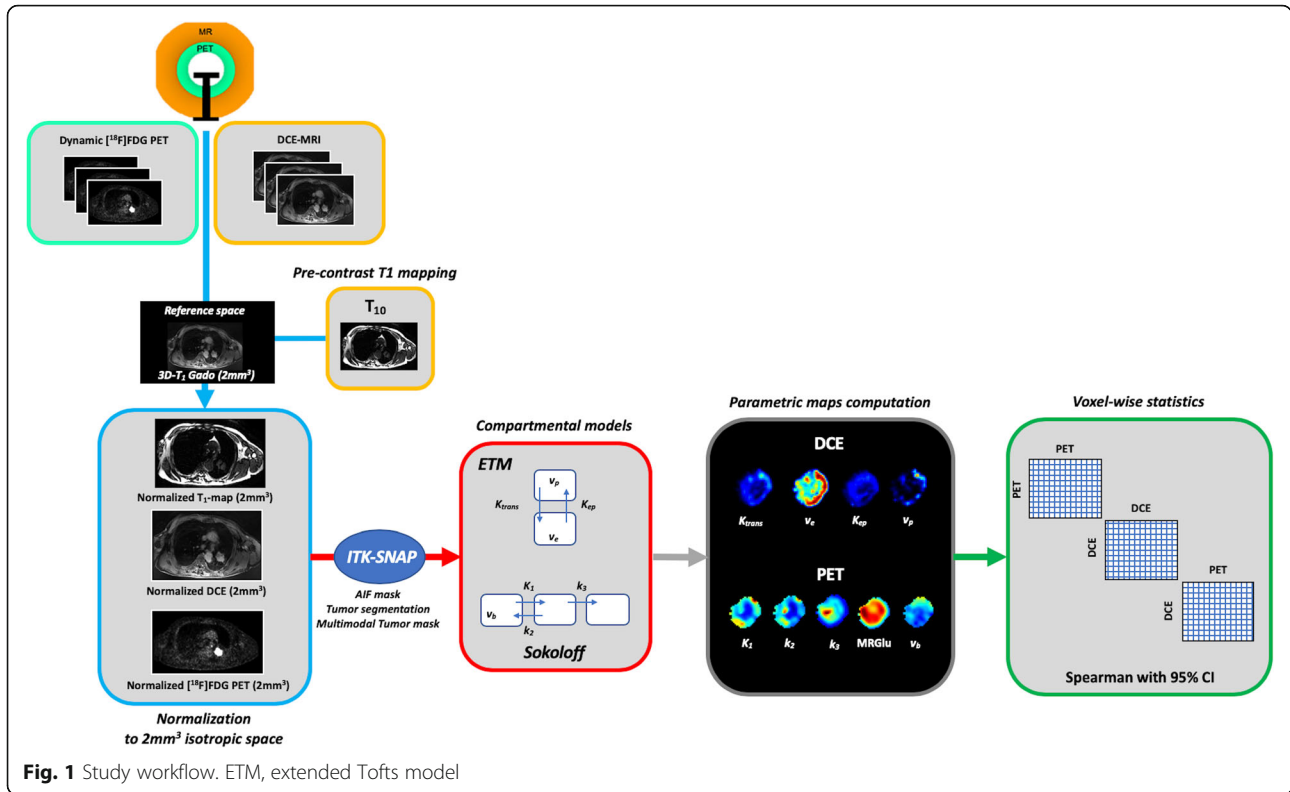 MR
PET
Dynamic [18F]FDG PET
DCE-MRI
Pre-contrast T1 mapping
T10
Reference space
3D-T1 Gado (2mm3)
Normalized T1-map (2mm3)
Normalized DCE (2mm3)
Normalized [18F]FDG PET (2mm3)
Normalization
to 2mm3 isotropic space
ITK-SNAP
AIF mask
Tumor segmentation
Multimodal Tumor mask
Compartmental models
ETM
vp
Ktrans
Kep
ve
K1
k3
vb
k2
Sokoloff
Parametric maps computation
DCE
Ktrans
ve
Kep
vp
PET
K1
k2
k3
MRGlu
vb
Voxel-wise statistics
PET
PET
DCE
DCE
PET
DCE
Spearman with 95% CI
Fig. 1 Study workflow. ETM, extended Tofts model